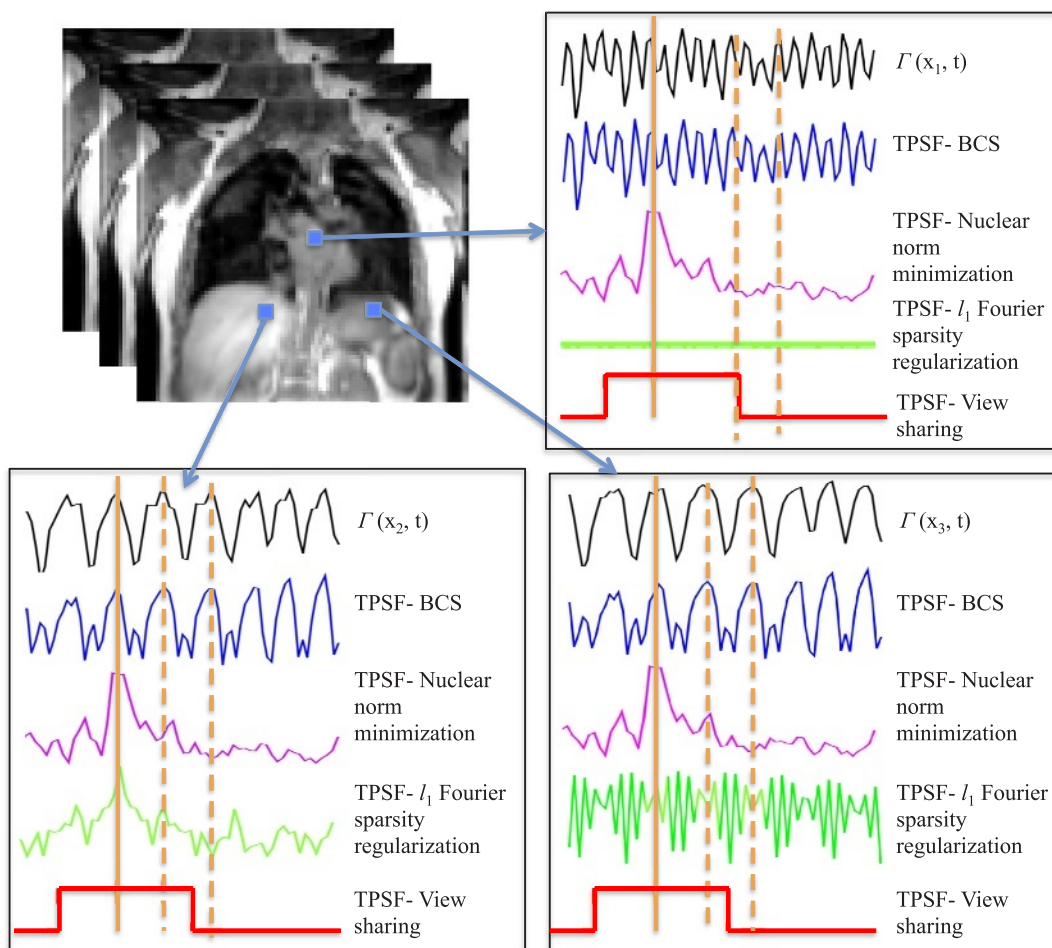 Γ (x₁, t)
TPSF- BCS
TPSF- Nuclear
norm
minimization
TPSF- l₁ Fourier
sparsity
regularization
TPSF- View
sharing
Γ (x₂, t)
TPSF- BCS
TPSF- Nuclear
norm
minimization
TPSF- l₁ Fourier
sparsity
regularization
TPSF- View
sharing
Γ (x₃, t)
TPSF- BCS
TPSF- Nuclear
norm
minimization
TPSF- l₁ Fourier
sparsity
regularization
TPSF- View
sharing